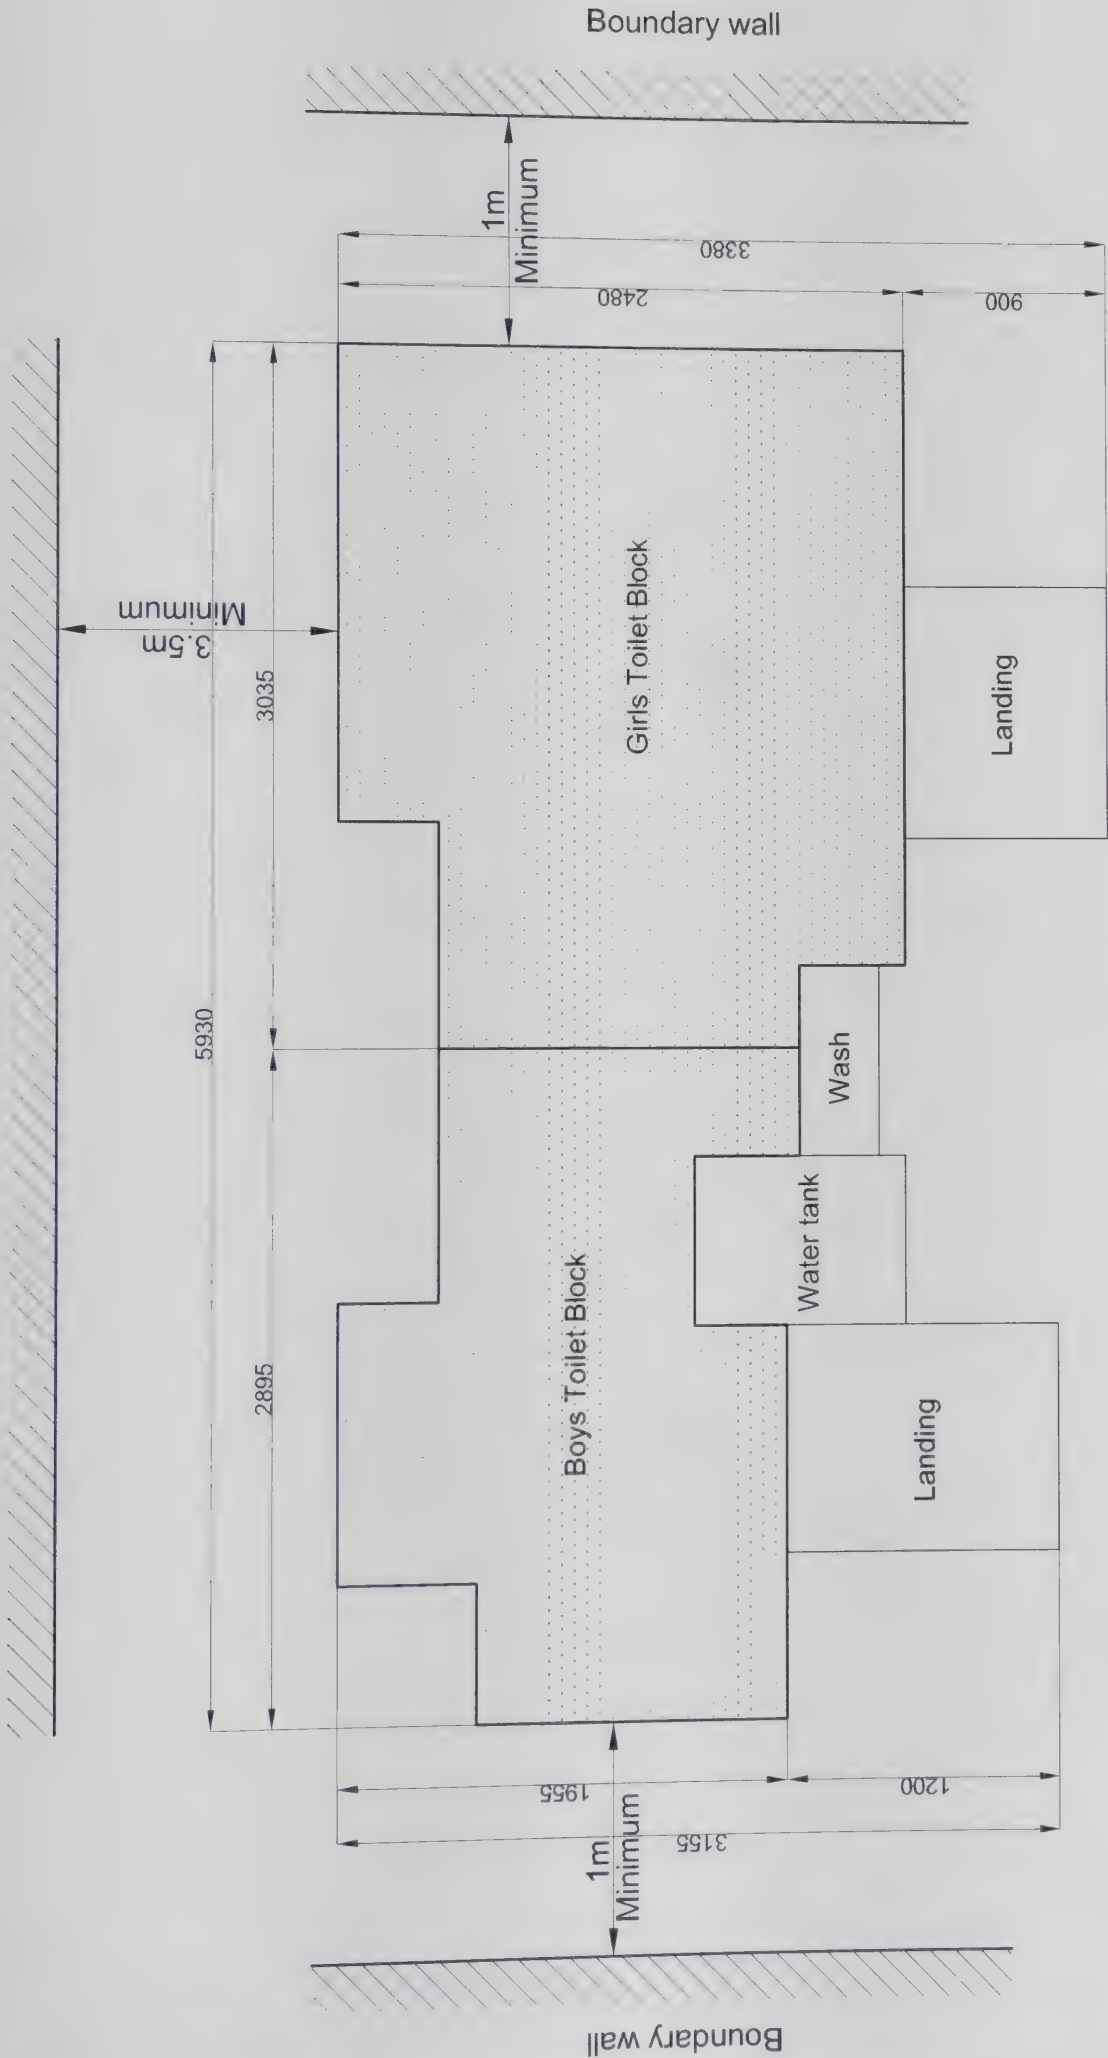 Boundary wall
1m
Minimum
3380
2480
900
3.5m
Minimum
5930
3035
2895
Girls Toilet Block
Landing
Wash
Water tank
Boys Toilet Block
Landing
1955
1200
3155
1m
Minimum
Boundary wall